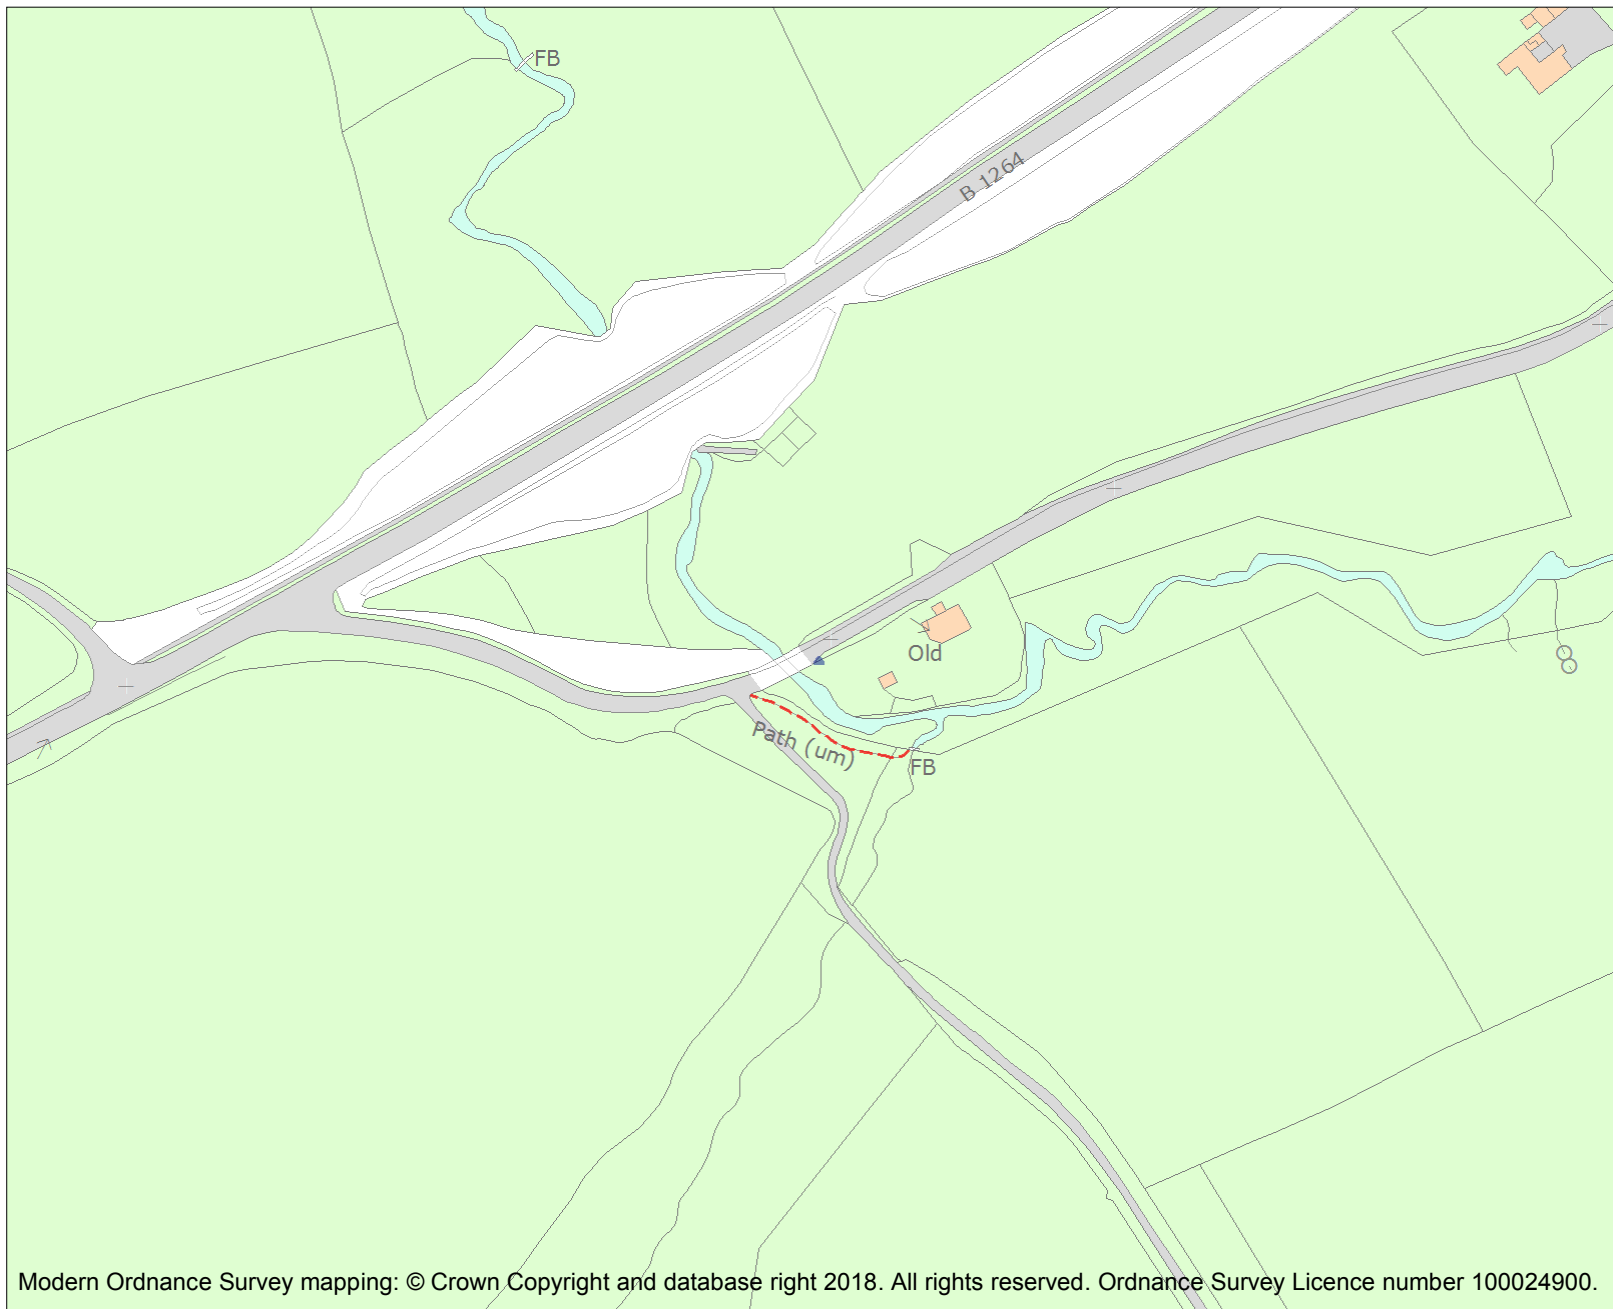 FB
B 1264
Old
Path (um)
FB
Modern Ordnance Survey mapping: © Crown Copyright and database right 2018. All rights reserved. Ordnance Survey Licence number 100024900.